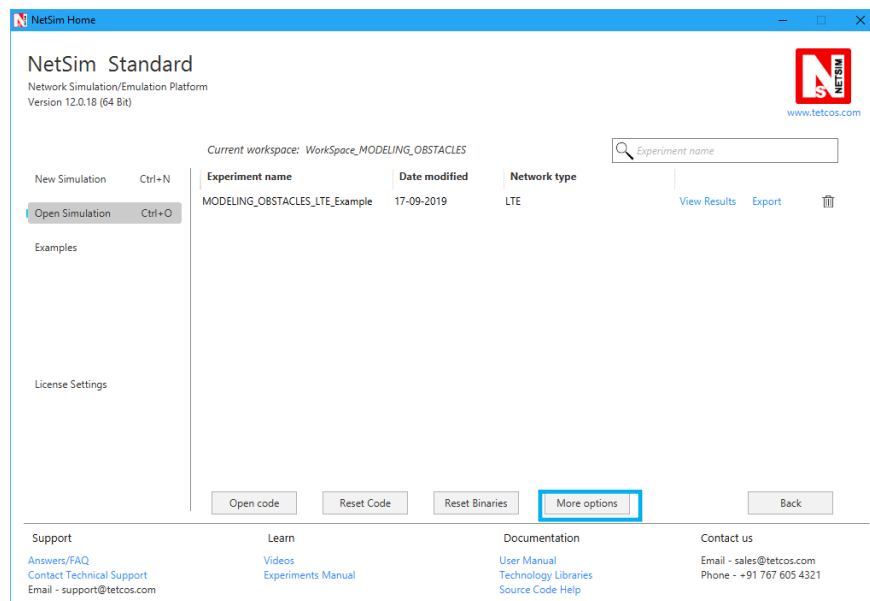 NetSim Home
NetSim Standard
Network Simulation/Emulation Platform
Version 12.0.18 (64 Bit)
NS
NETSIM
www.tetcos.com
Current workspace: WorkSpace_MODELING_OBSTACLES
Experiment name
New Simulation Ctrl+N
Open Simulation Ctrl+O
Examples
License Settings
Experiment name Date modified Network type
MODELING_OBSTACLES_LTE_Example 17-09-2019 LTE View Results Export
Open code Reset Code Reset Binaries More options Back
Support
Answers/FAQ
Contact Technical Support
Email - support@tetcos.com
Learn
Videos
Experiments Manual
Documentation
User Manual
Technology Libraries
Source Code Help
Contact us
Email - sales@tetcos.com
Phone - +91 767 605 4321